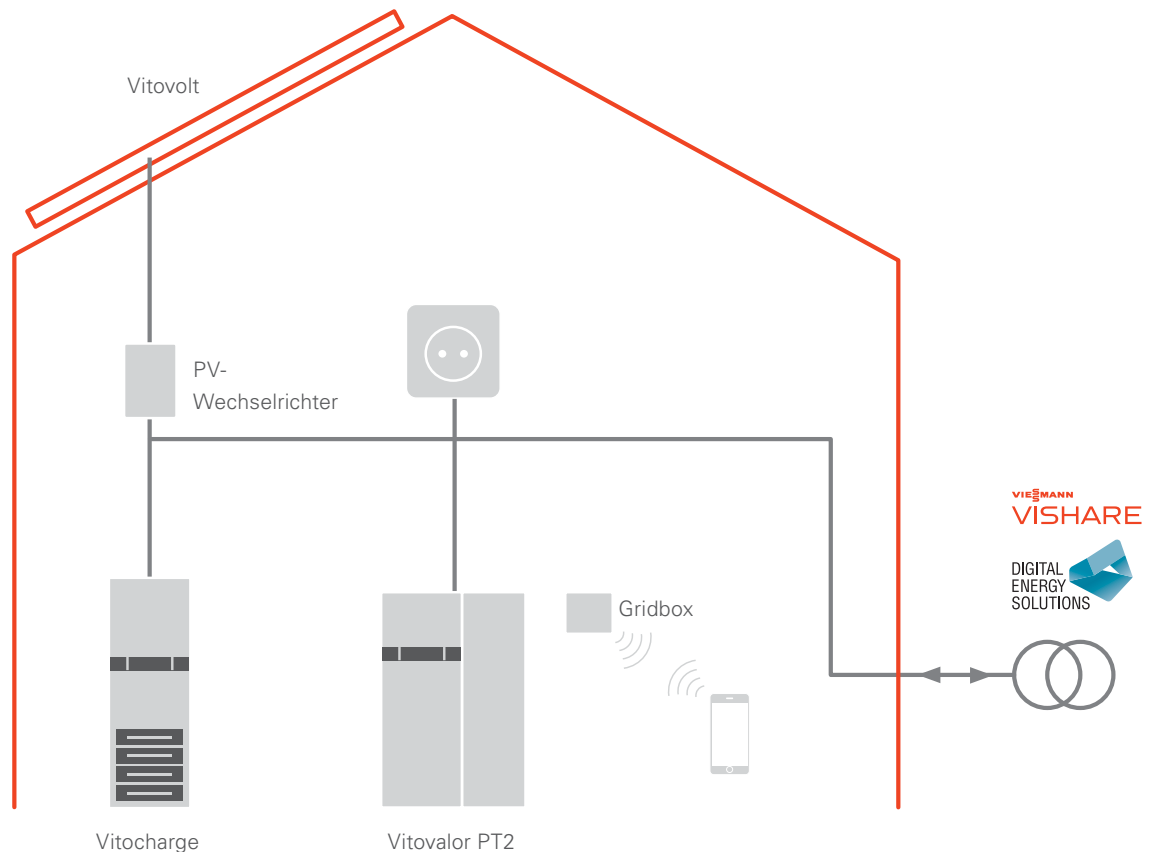 Vitovolt
PV-
Wechselrichter
VIESSMANN
VISHARE
DIGITAL
ENERGY
SOLUTIONS
Gridbox
Vitocharge
Vitovalor PT2